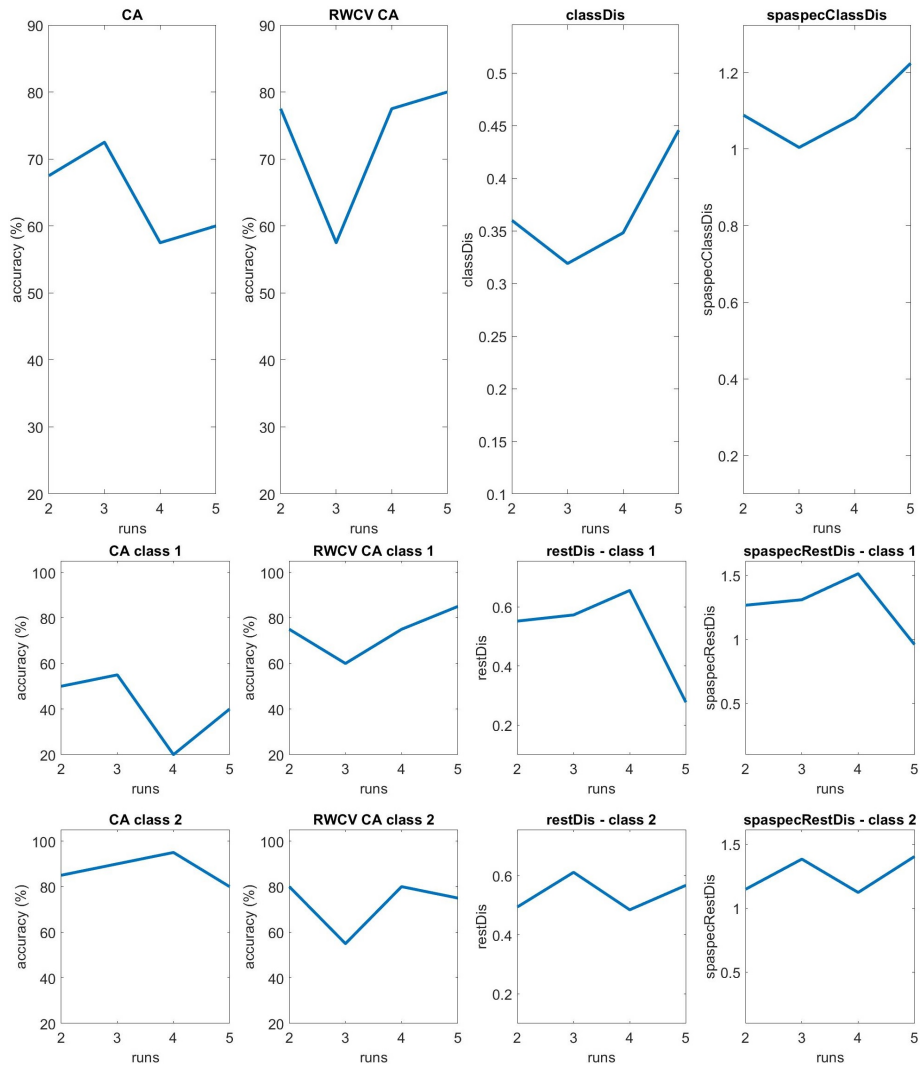 CA
90
80
70
60
50
40
30
20
accuracy (%)
2 3 4 5
runs
RWCV CA
90
80
70
60
50
40
30
20
accuracy (%)
2 3 4 5
runs
classDis
0.5
0.45
0.4
0.35
0.3
0.25
0.2
0.15
0.1
classDis
2 3 4 5
runs
spaspecClassDis
1.2
1
0.8
0.6
0.4
0.2
spaspecClassDis
2 3 4 5
runs
CA class 1
100
80
60
40
20
accuracy (%)
2 3 4 5
runs
RWCV CA class 1
100
80
60
40
20
accuracy (%)
2 3 4 5
runs
restDis - class 1
0.6
0.4
0.2
restDis
2 3 4 5
runs
spaspecRestDis - class 1
1.5
1
0.5
spaspecRestDis
2 3 4 5
runs
CA class 2
100
80
60
40
20
accuracy (%)
2 3 4 5
runs
RWCV CA class 2
100
80
60
40
20
accuracy (%)
2 3 4 5
runs
restDis - class 2
0.6
0.4
0.2
restDis
2 3 4 5
runs
spaspecRestDis - class 2
1.5
1
0.5
spaspecRestDis
2 3 4 5
runs